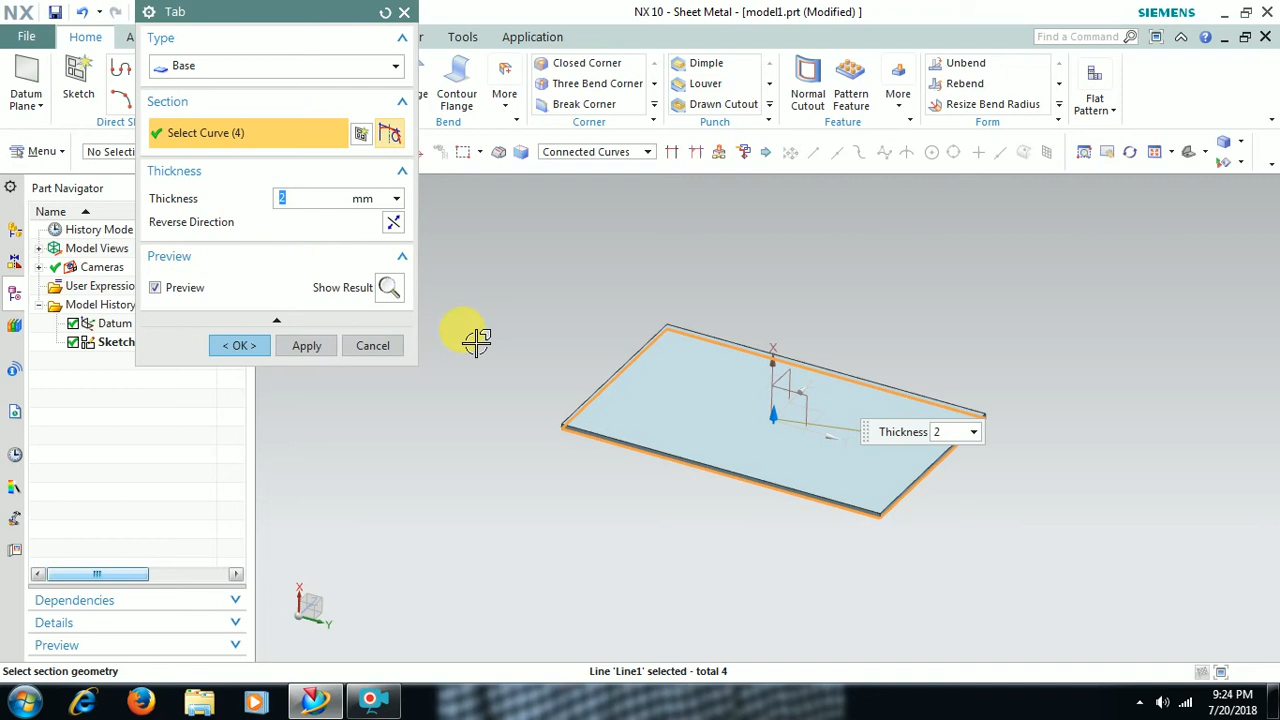 NX
Tab
NX 10 - Sheet Metal - [model1.prt (Modified) ]
SIEMENS
File
Home
Tools
Application
Find a Command
Datum
Plane
Sketch
Direct Sk
Type
Base
Section
Select Curve (4)
Thickness
Thickness
2
mm
Reverse Direction
Preview
Preview
Show Result
< OK >
Apply
Cancel
Contour
Flange
More
Bend
Closed Corner
Three Bend Corner
Break Corner
Corner
Dimple
Louver
Drawn Cutout
Punch
Normal
Cutout
Pattern
Feature
More
Feature
Unbend
Rebend
Resize Bend Radius
Form
Flat
Pattern
Menu
No Selecti
Connected Curves
Part Navigator
Name
History Mode
Model Views
Cameras
User Expressio
Model History
Datum
Sketch
X
Thickness 2
X
Y
Dependencies
Details
Preview
Select section geometry
Line 'Line1' selected - total 4
9:24 PM
7/20/2018